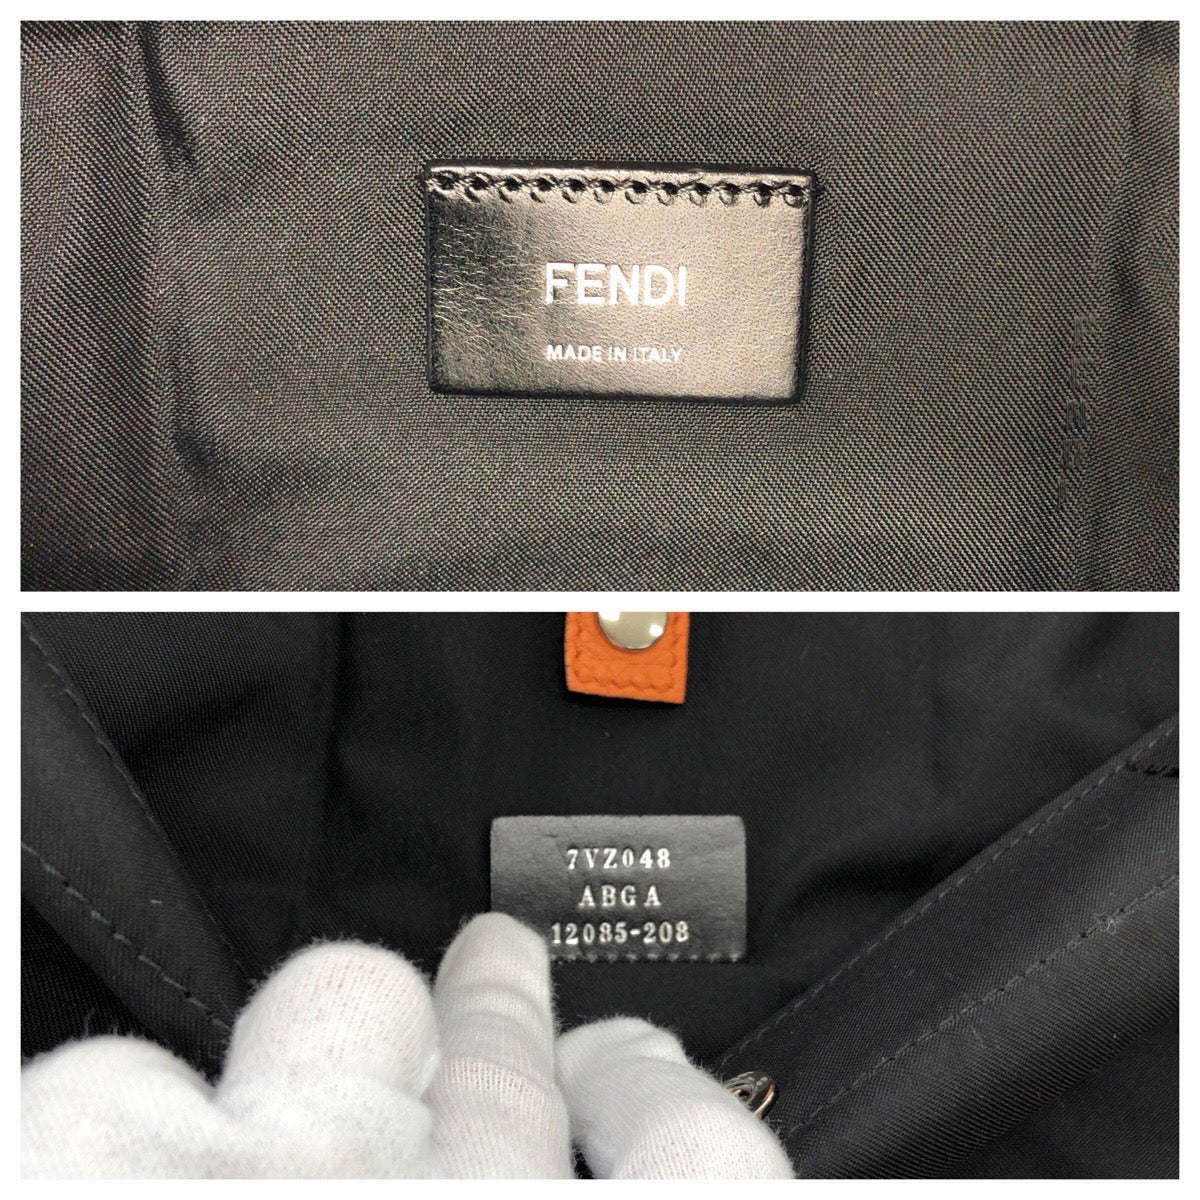 FENDI
MADE IN ITALY
7VZ048
ABGA
12085-208